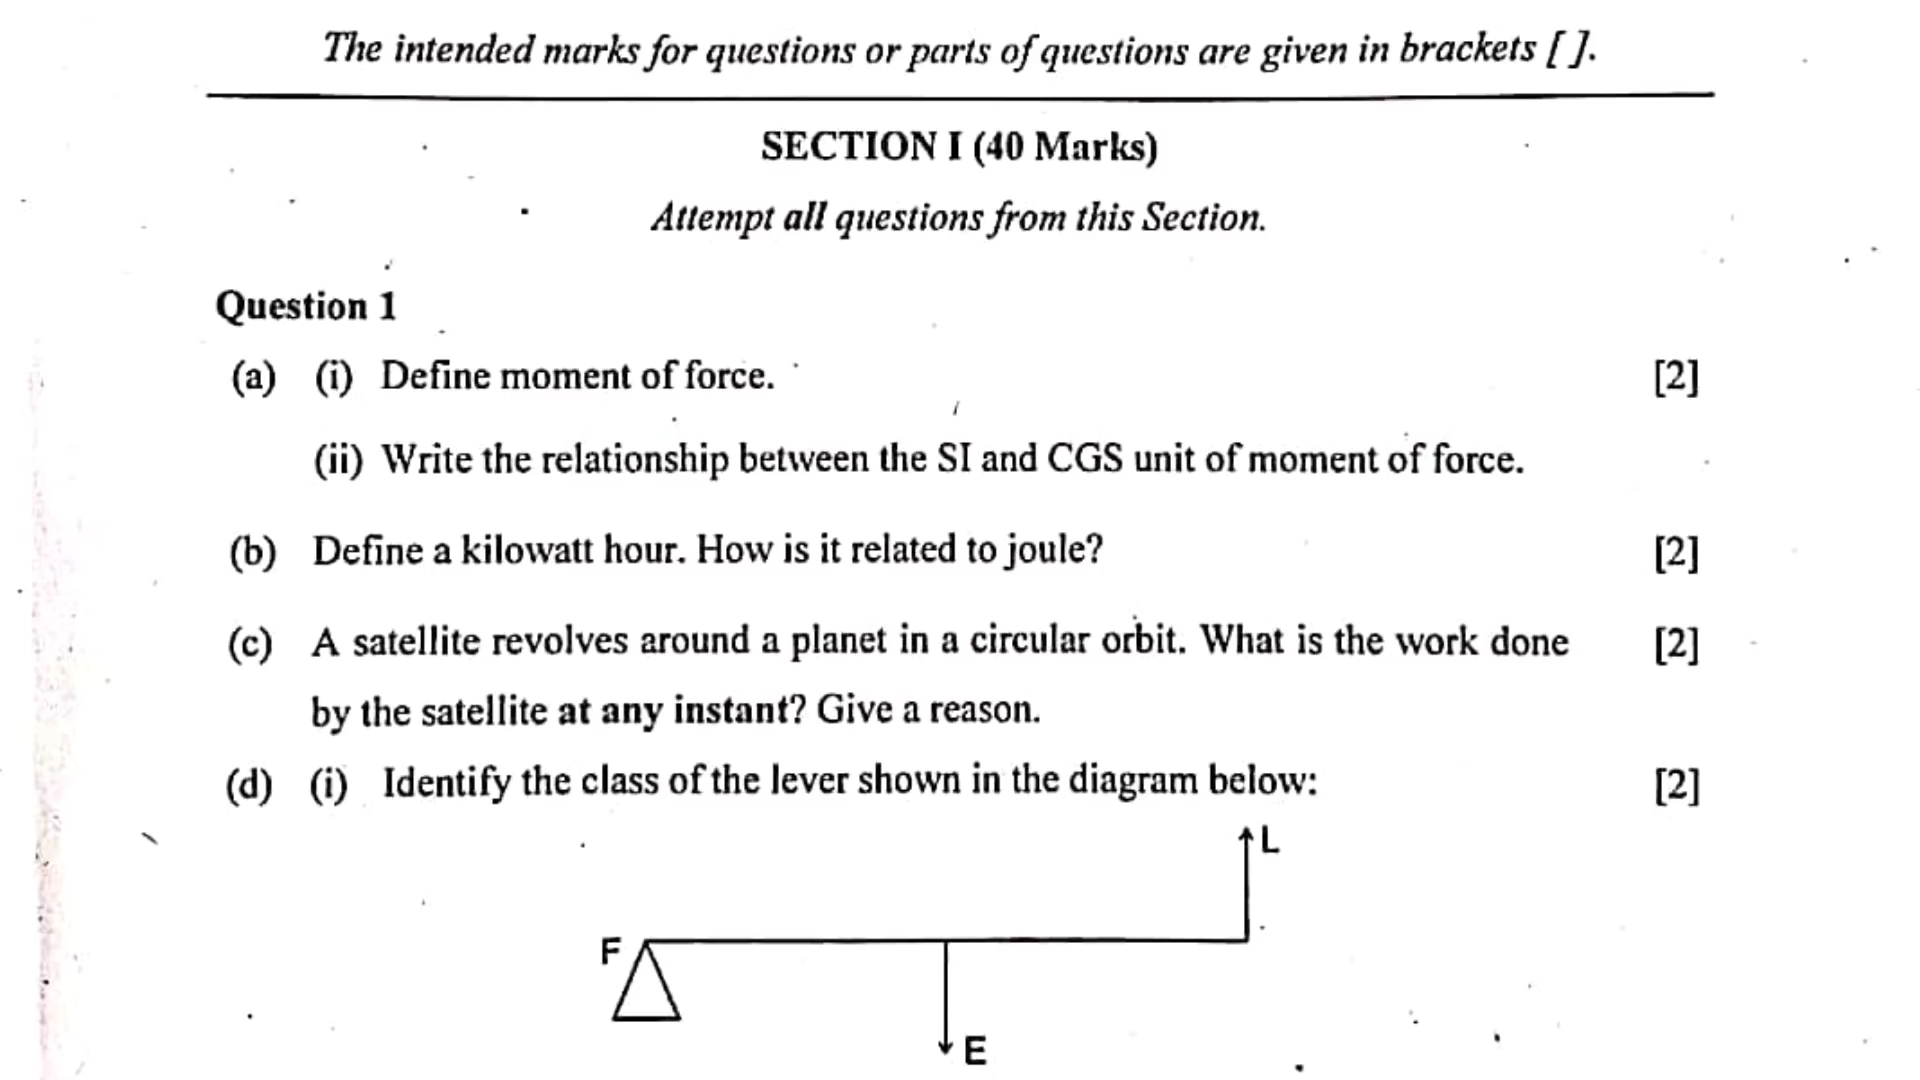 The intended marks for questions or parts of questions are given in brackets [ ].
SECTION I (40 Marks)
Attempt all questions from this Section.
Question 1
(a) (i) Define moment of force. [2]
(ii) Write the relationship between the SI and CGS unit of moment of force.
(b) Define a kilowatt hour. How is it related to joule? [2]
(c) A satellite revolves around a planet in a circular orbit. What is the work done [2]
by the satellite at any instant? Give a reason.
(d) (i) Identify the class of the lever shown in the diagram below: [2]
L
F
E